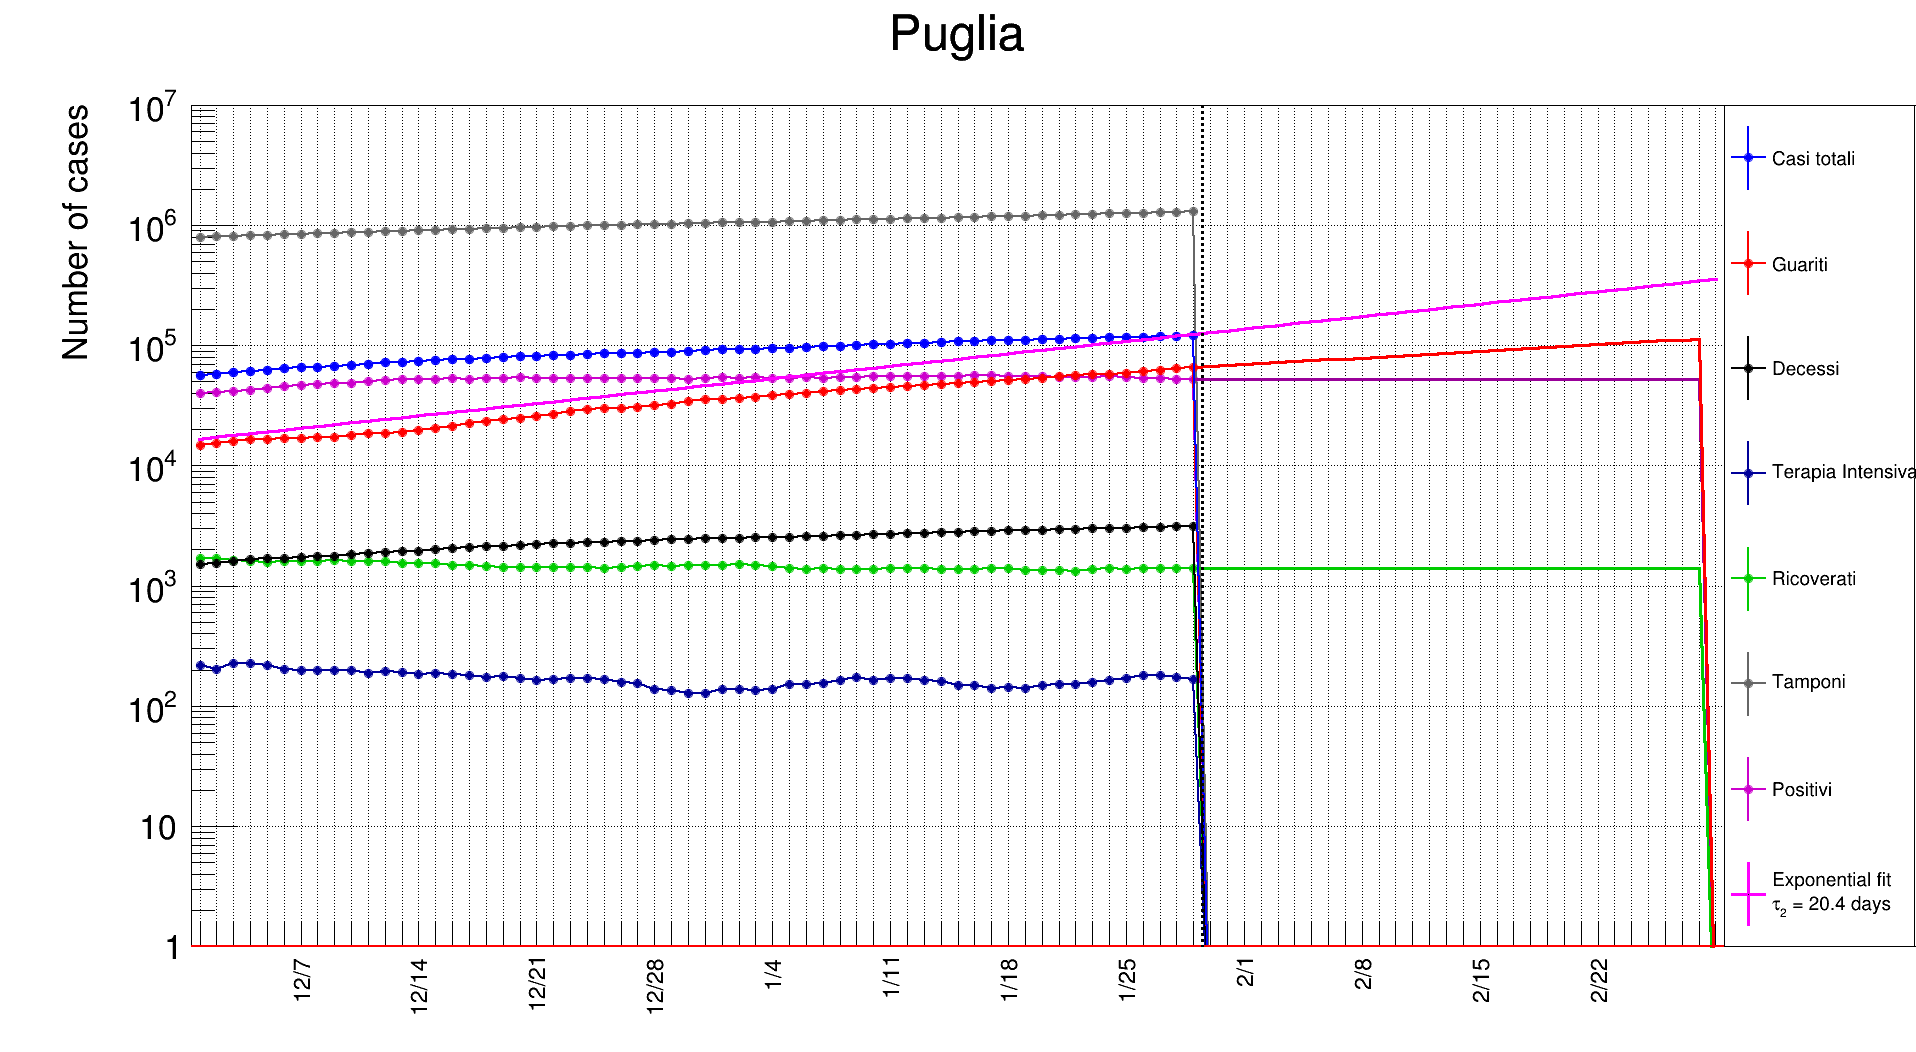 Puglia
Number of cases
10^7
10^6
10^5
10^4
10^3
10^2
10
1
12/7
12/14
12/21
12/28
1/4
1/11
1/18
1/25
2/1
2/8
2/15
2/22
Casi totali
Guariti
Decessi
Terapia Intensiva
Ricoverati
Tamponi
Positivi
Exponential fit
τ_2 = 20.4 days